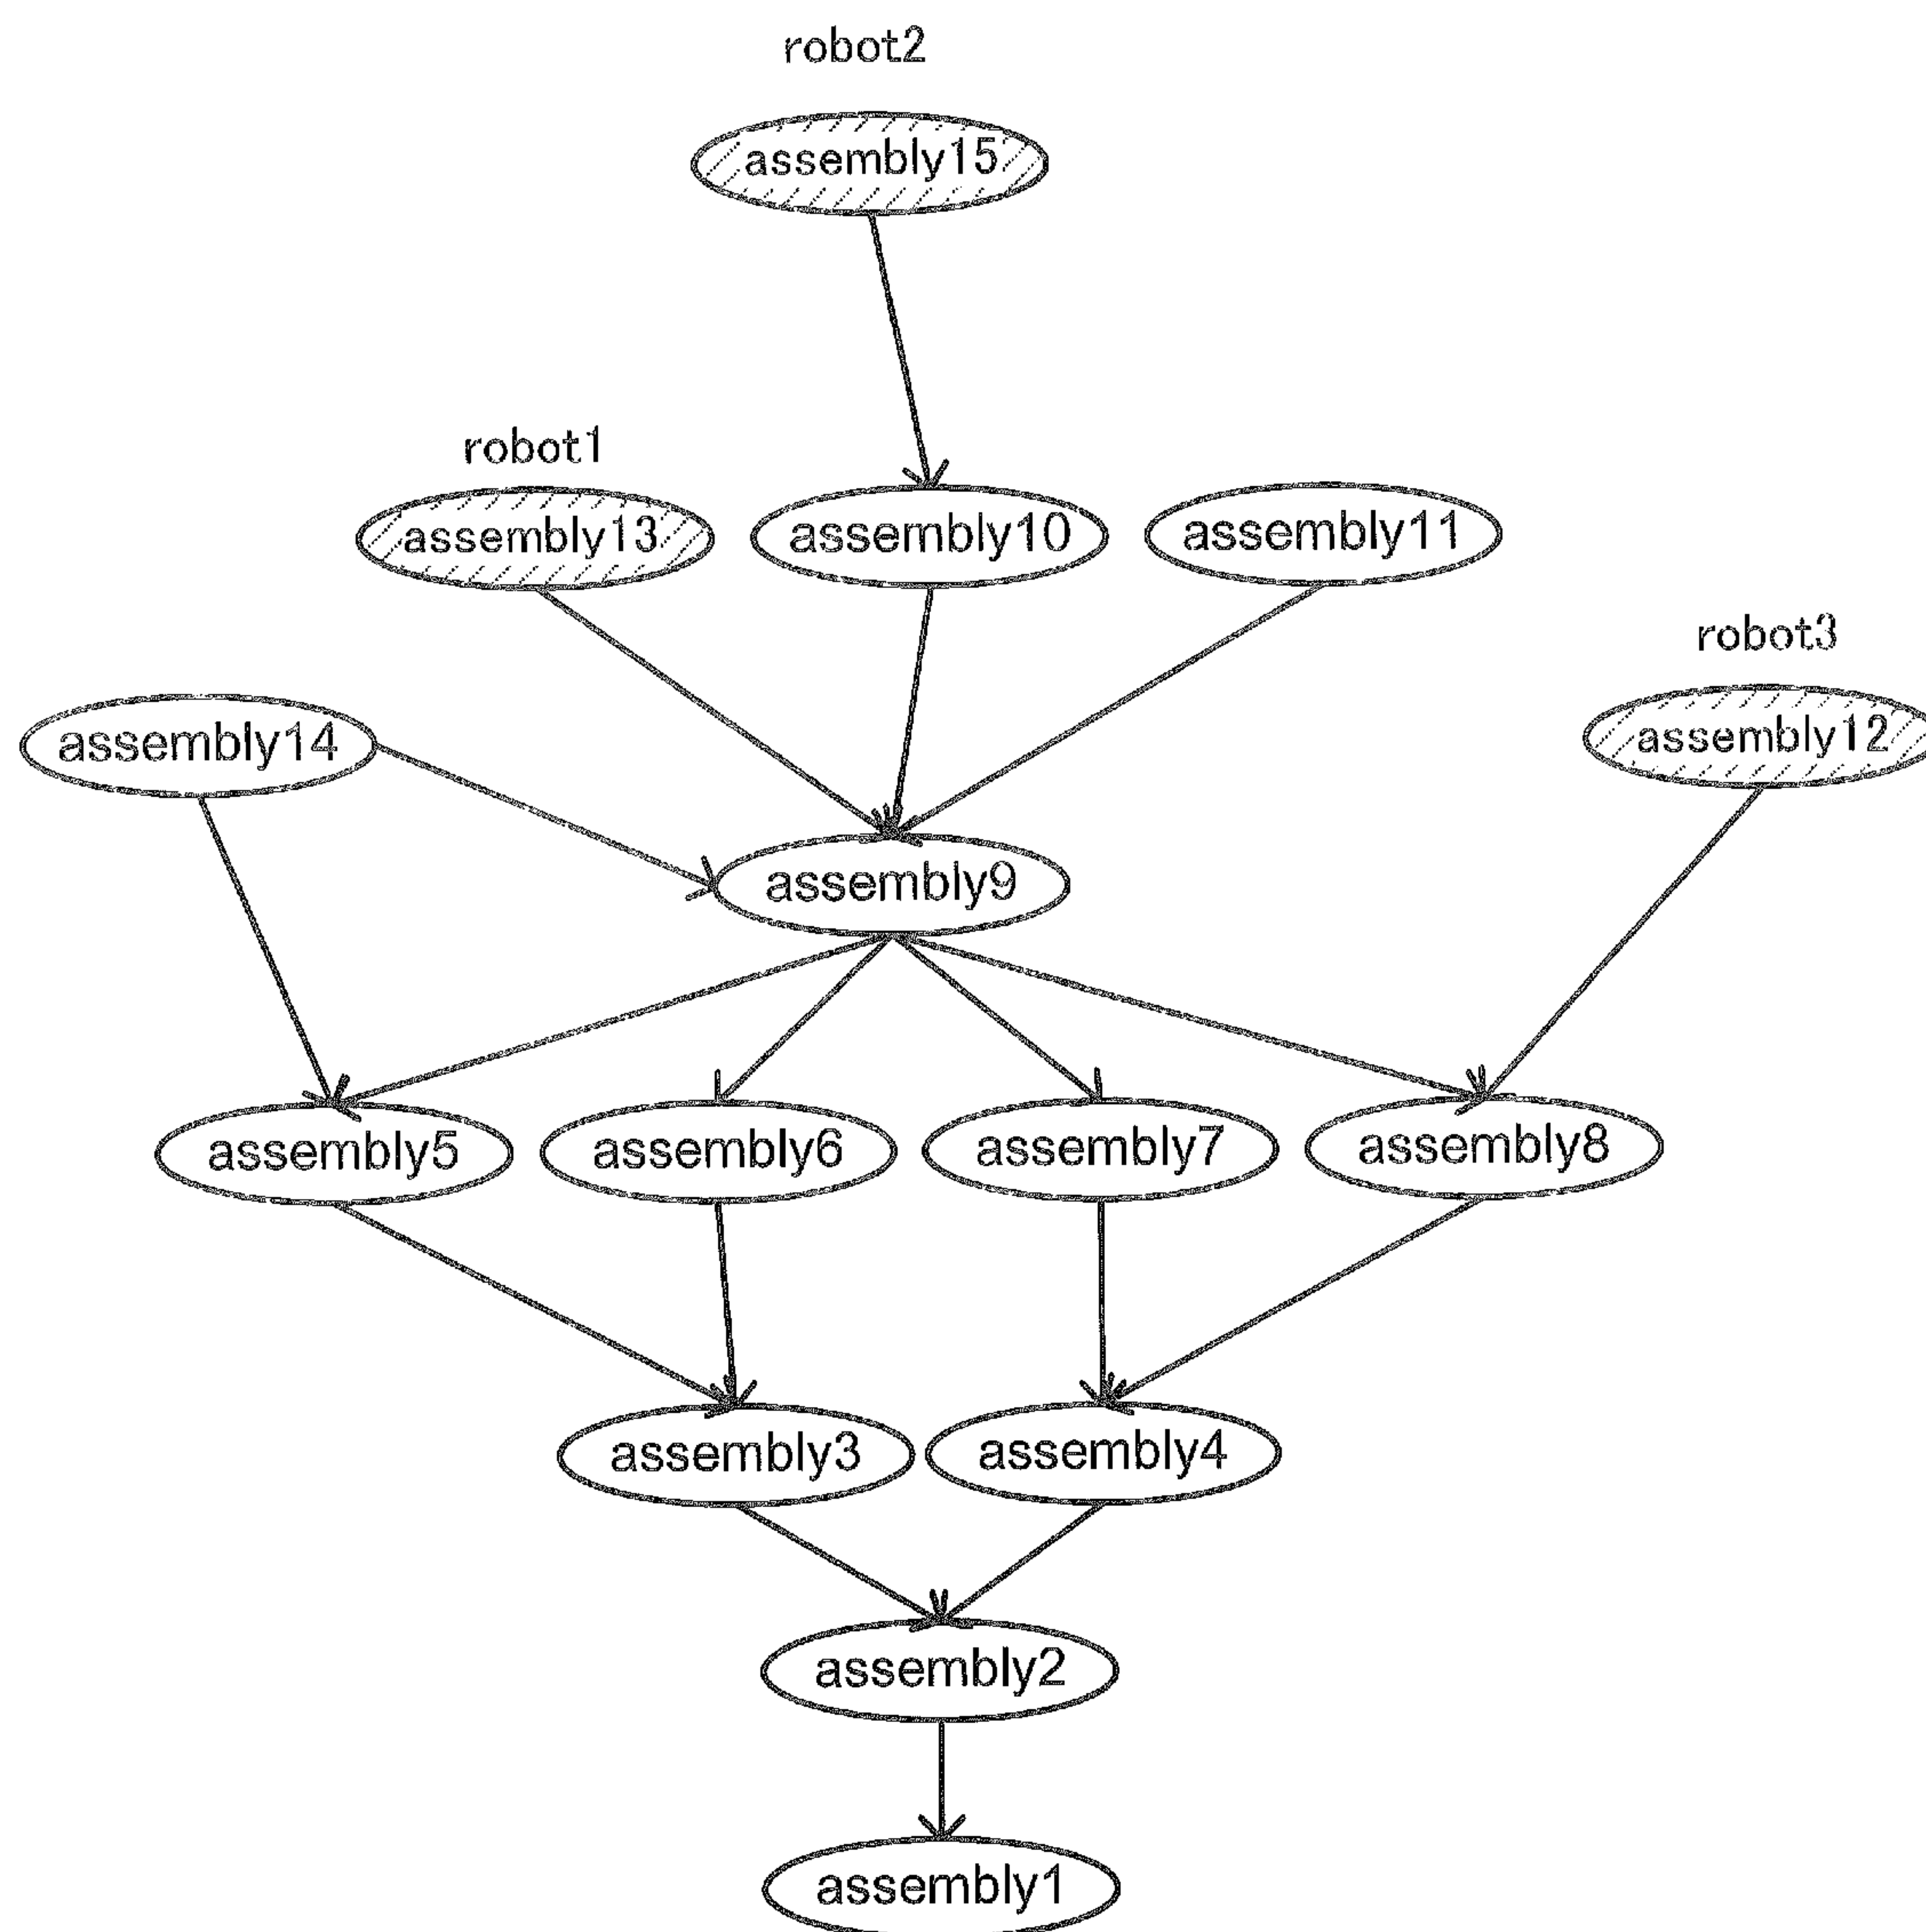 robot2
assembly15
robot1
assembly13
assembly10
assembly11
robot3
assembly14
assembly12
assembly9
assembly5
assembly6
assembly7
assembly8
assembly3
assembly4
assembly2
assembly1